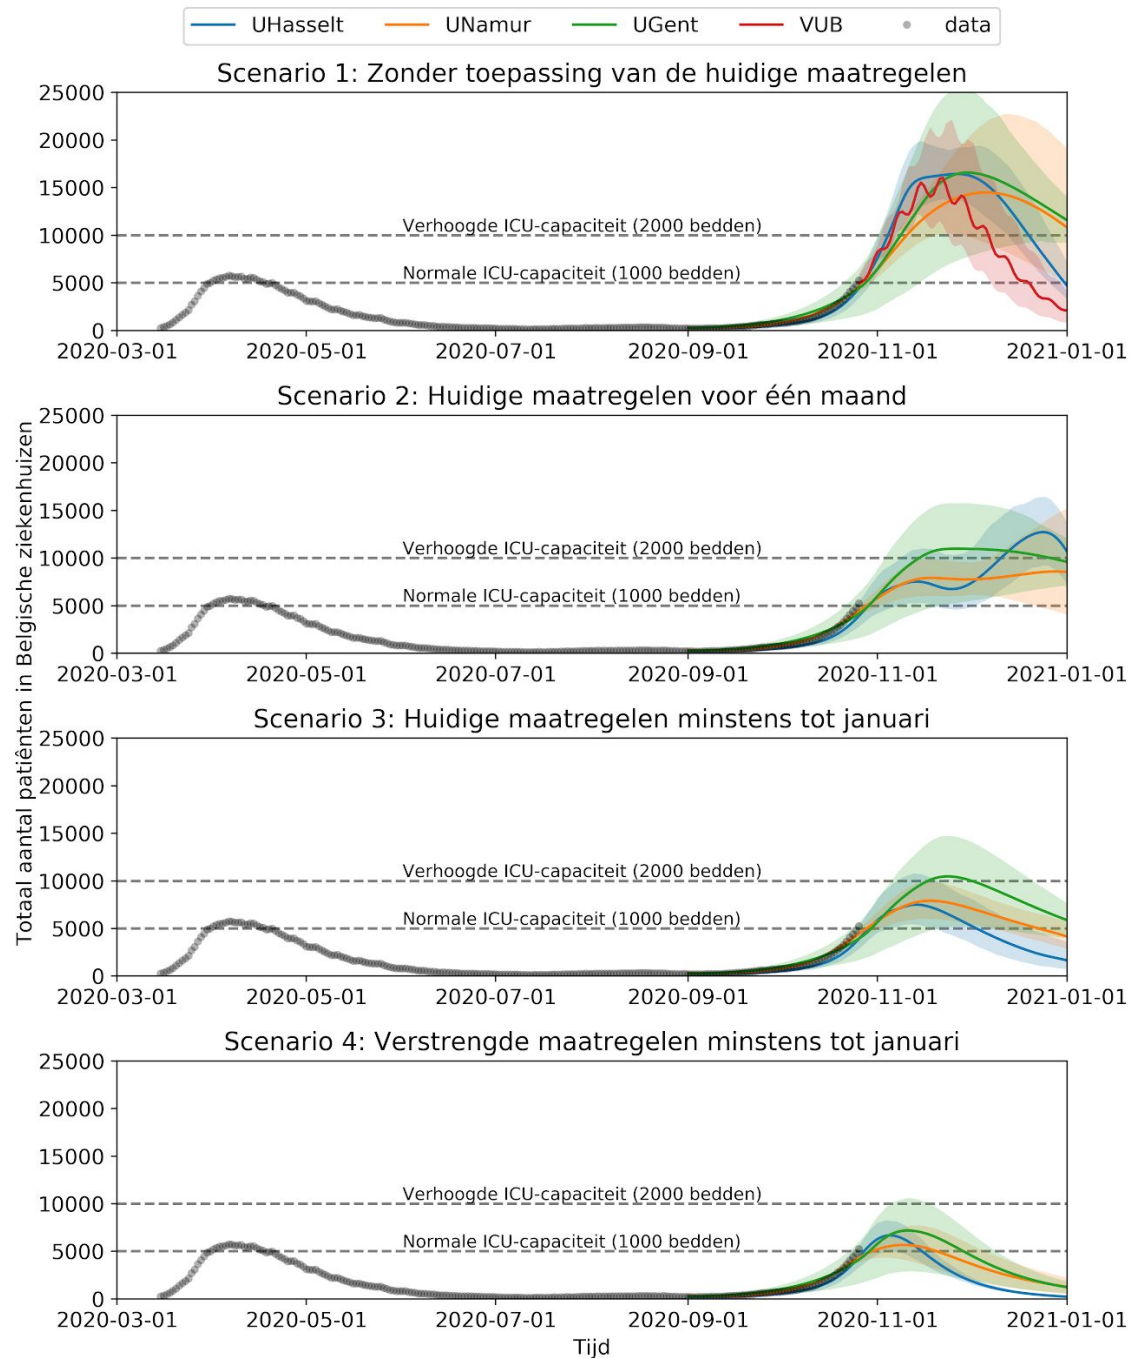 UHasselt UNamur UGent VUB data
Scenario 1: Zonder toepassing van de huidige maatregelen
25000
20000
15000
Verhoogde ICU-capaciteit (2000 bedden)
10000
Normale ICU-capaciteit (1000 bedden)
5000
0
2020-03-01 2020-05-01 2020-07-01 2020-09-01 2020-11-01 2021-01-01
Totaal aantal patiênten in Belgische ziekenhuizen
Scenario 2: Huidige maatregelen voor één maand
25000
20000
15000
Verhoogde ICU-capaciteit (2000 bedden)
10000
Normale ICU-capaciteit (1000 bedden)
5000
0
2020-03-01 2020-05-01 2020-07-01 2020-09-01 2020-11-01 2021-01-01
Scenario 3: Huidige maatregelen minstens tot januari
25000
20000
15000
Verhoogde ICU-capaciteit (2000 bedden)
10000
Normale ICU-capaciteit (1000 bedden)
5000
0
2020-03-01 2020-05-01 2020-07-01 2020-09-01 2020-11-01 2021-01-01
Scenario 4: Verstrengde maatregelen minstens tot januari
25000
20000
15000
Verhoogde ICU-capaciteit (2000 bedden)
10000
Normale ICU-capaciteit (1000 bedden)
5000
0
2020-03-01 2020-05-01 2020-07-01 2020-09-01 2020-11-01 2021-01-01
Tijd